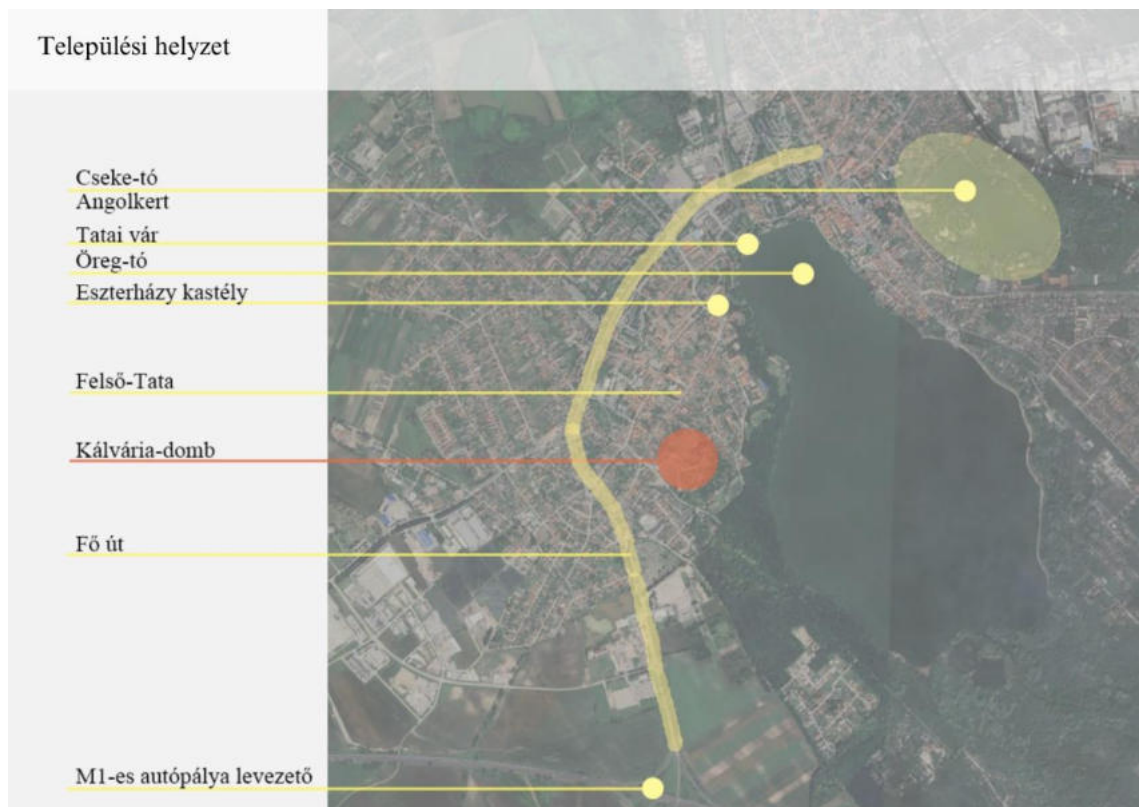 Települési helyzet
Cseke-tó
Angolkert
Tatai vár
Öreg-tó
Eszterházy kastély
Felső-Tata
Kálvária-domb
Fő út
M1-es autópálya levezető